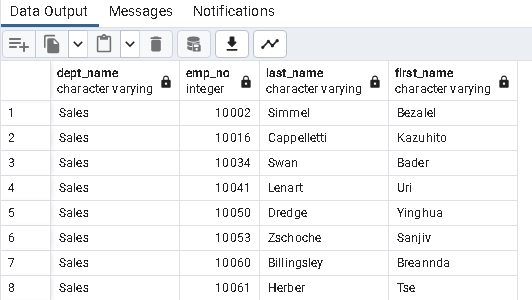 Data Output Messages Notifications
dept_name emp_no last_name first_name
character varying integer character varying character varying
1 Sales 10002 Simmel Bezalel
2 Sales 10016 Cappelletti Kazuhito
3 Sales 10034 Swan Bader
4 Sales 10041 Lenart Uri
5 Sales 10050 Dredge Yinghua
6 Sales 10053 Zschoche Sanjiv
7 Sales 10060 Billingsley Breannda
8 Sales 10061 Herber Tse